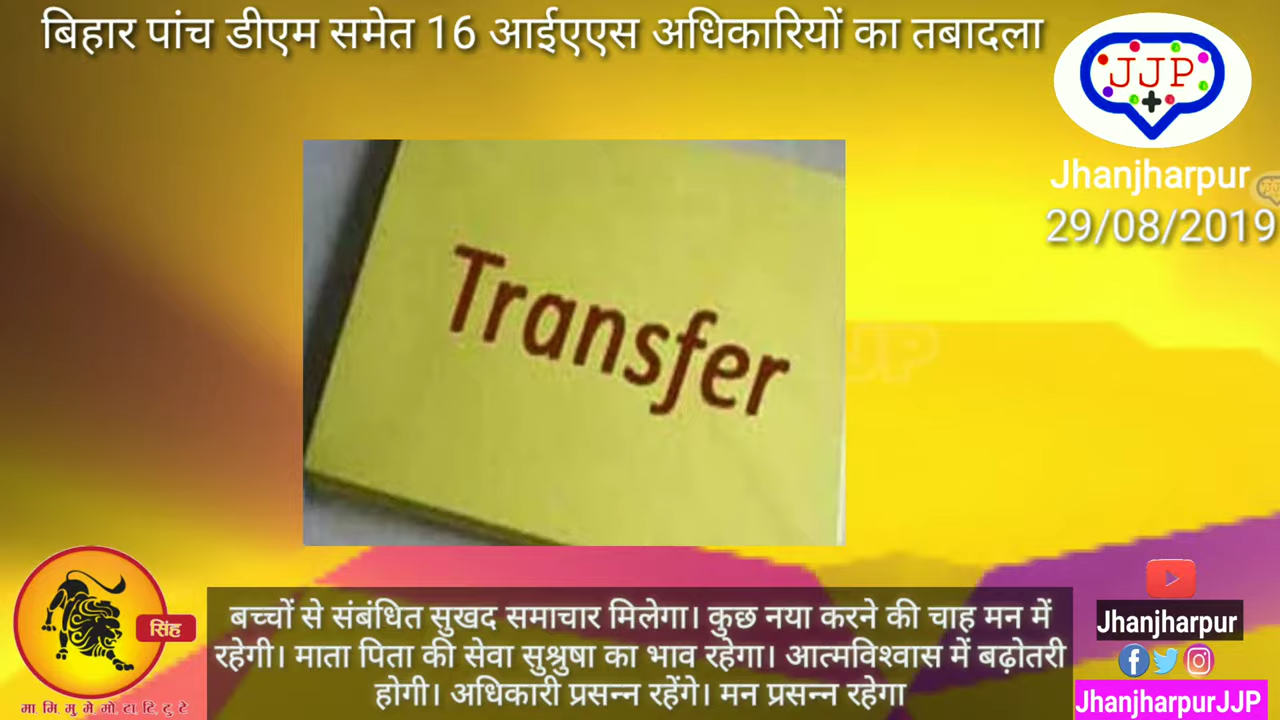 बिहार पांच डीएम समेत 16 आईएएस अधिकारियों का तबादला
JJP
Jhanjharpur
29/08/2019
Transfer
JJP
सिंह
मा मि मु मे मो, टा, टि, टु टे
बच्चों से संबंधित सुखद समाचार मिलेगा। कुछ नया करने की चाह मन में
रहेगी। माता पिता की सेवा सुश्रुषा का भाव रहेगा। आत्मविश्वास में बढ़ोतरी
होगी। अधिकारी प्रसन्न रहेंगे। मन प्रसन्न रहेगा
Jhanjharpur
JhanjharpurJJP